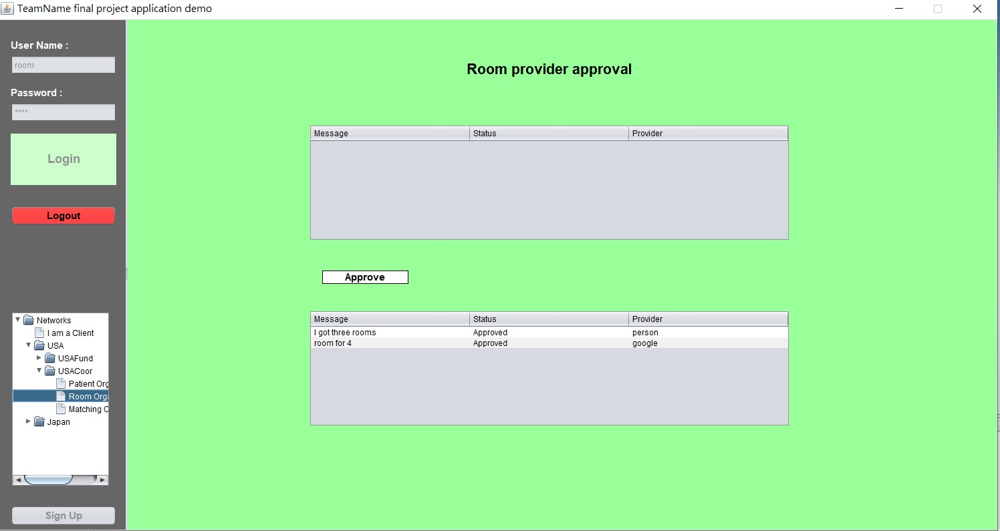 TeamName final project application demo
User Name :
room
Password :
****
Login
Logout
Networks
I am a Client
USA
USAFund
USACoor
Patient Org
Room Orga
Matching O
Japan
Sign Up
Room provider approval
Message Status Provider
Approve
Message Status Provider
I got three rooms Approved person
room for 4 Approved google